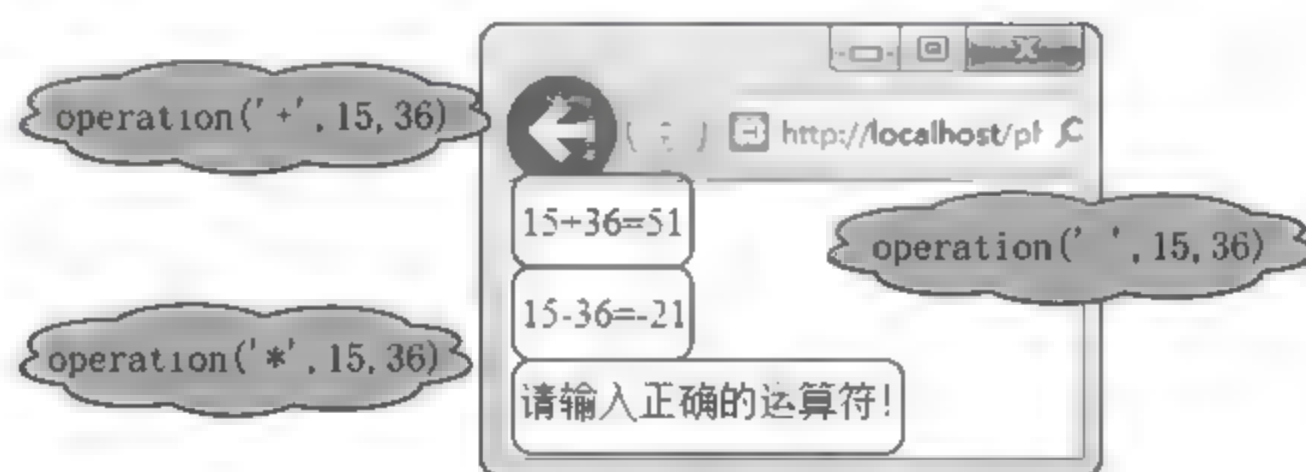 operation('+', 15, 36)
http://localhost/pl
15+36=51
operation(' ', 15, 36)
15-36=-21
operation('*', 15, 36)
请输入正确的运算符!